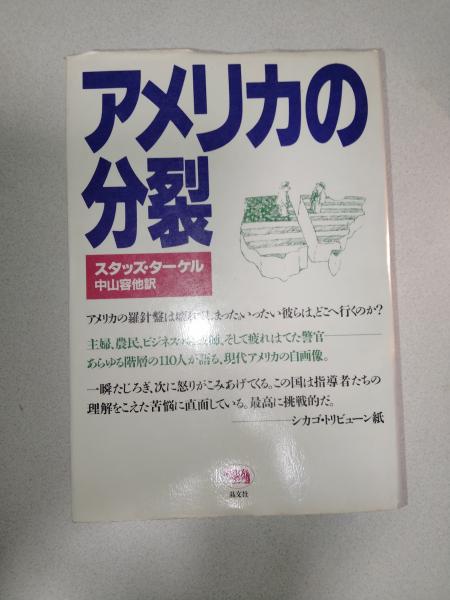 アメリカの
分裂
スタッズ・ターケル
中山容他訳
アメリカの羅針盤は壊れてしまった。いったい彼らは、どこへ行くのか?
主婦、農民、ビジネス 師、そして疲れはてた警官――
あらゆる階層の110人が語る、現代アメリカの自画像。
一瞬たじろぎ、次に怒りがこみあげてくる。この国は指導者たちの
理解をこえた苦悩に直面している。最高に挑戦的だ。
――シカゴ・トリビューン紙
晶文社